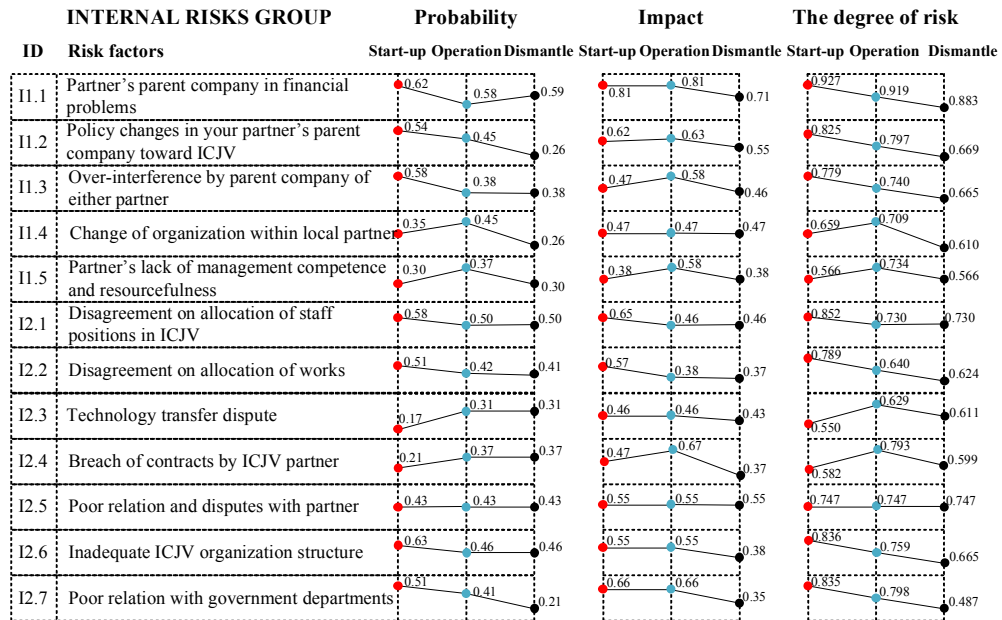 INTERNAL RISKS GROUP Probability Impact The degree of risk
ID Risk factors Start-up Operation Dismantle Start-up Operation Dismantle Start-up Operation Dismantle
I1.1 Partner's parent company in financial problems 0.62 0.58 0.59 0.81 0.81 0.71 0.927 0.919 0.883
I1.2 Policy changes in your partner's parent company toward ICJV 0.54 0.45 0.26 0.62 0.63 0.55 0.825 0.797 0.669
I1.3 Over-interference by parent company of either partner 0.58 0.38 0.38 0.47 0.58 0.46 0.779 0.740 0.665
I1.4 Change of organization within local partner 0.35 0.45 0.26 0.47 0.47 0.47 0.659 0.709 0.610
I1.5 Partner's lack of management competence and resourcefulness 0.30 0.37 0.30 0.38 0.58 0.38 0.566 0.734 0.566
I2.1 Disagreement on allocation of staff positions in ICJV 0.58 0.50 0.50 0.65 0.46 0.46 0.852 0.730 0.730
I2.2 Disagreement on allocation of works 0.51 0.42 0.41 0.57 0.38 0.37 0.789 0.640 0.624
I2.3 Technology transfer dispute 0.17 0.31 0.31 0.46 0.46 0.43 0.550 0.629 0.611
I2.4 Breach of contracts by ICJV partner 0.21 0.37 0.37 0.47 0.67 0.37 0.582 0.793 0.599
I2.5 Poor relation and disputes with partner 0.43 0.43 0.43 0.55 0.55 0.55 0.747 0.747 0.747
I2.6 Inadequate ICJV organization structure 0.63 0.46 0.46 0.55 0.55 0.38 0.836 0.759 0.665
I2.7 Poor relation with government departments 0.51 0.41 0.21 0.66 0.66 0.35 0.835 0.798 0.487